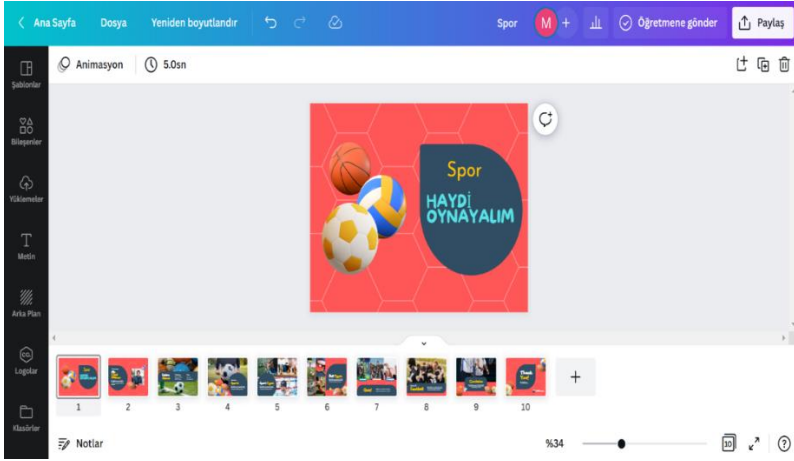 Ana Sayfa Dosya Yeniden boyutlandır Spor M + Öğretmene gönder Paylaş
Animasyon 5.0sn
Şablonlar
Bileşenler
Yüklemeler
Metin
Arka Plan
CO.
Logolar
Klasörler
Spor
HAYDİ
OYNAYALIM
1 2 3 4 5 6 7 8 9 10
Notlar %34 10 ?